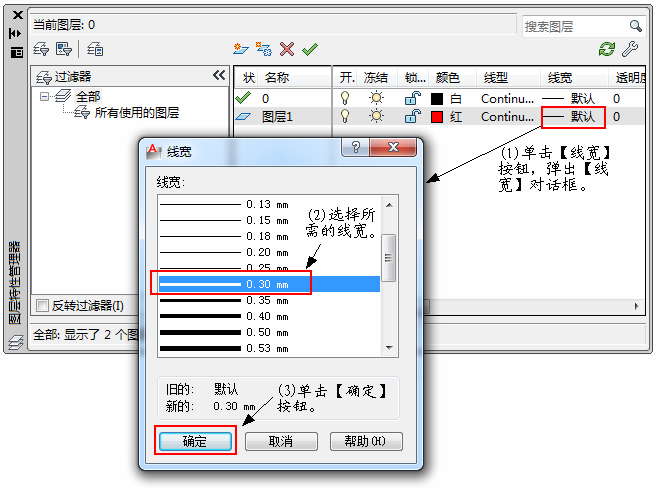 当前图层: 0
搜索图层
过滤器
全部
所有使用的图层
状 名称 开. 冻结 锁... 颜色 线型 线宽 透明度
0 白 Continu... 默认 0
图层1 红 Continu... 默认 0
(1)单击【线宽】
按钮，弹出【线
宽】对话框。
线宽
线宽:
0.13 mm
0.15 mm
0.18 mm
0.20 mm
0.25 mm
0.30 mm
0.35 mm
0.40 mm
0.50 mm
0.53 mm
(2)选择所
需的线宽。
旧的: 默认
新的: 0.30 mm
(3)单击【确定】
按钮。
确定 取消 帮助(H)
反转过滤器(I)
全部: 显示了 2 个图
图层特性管理器